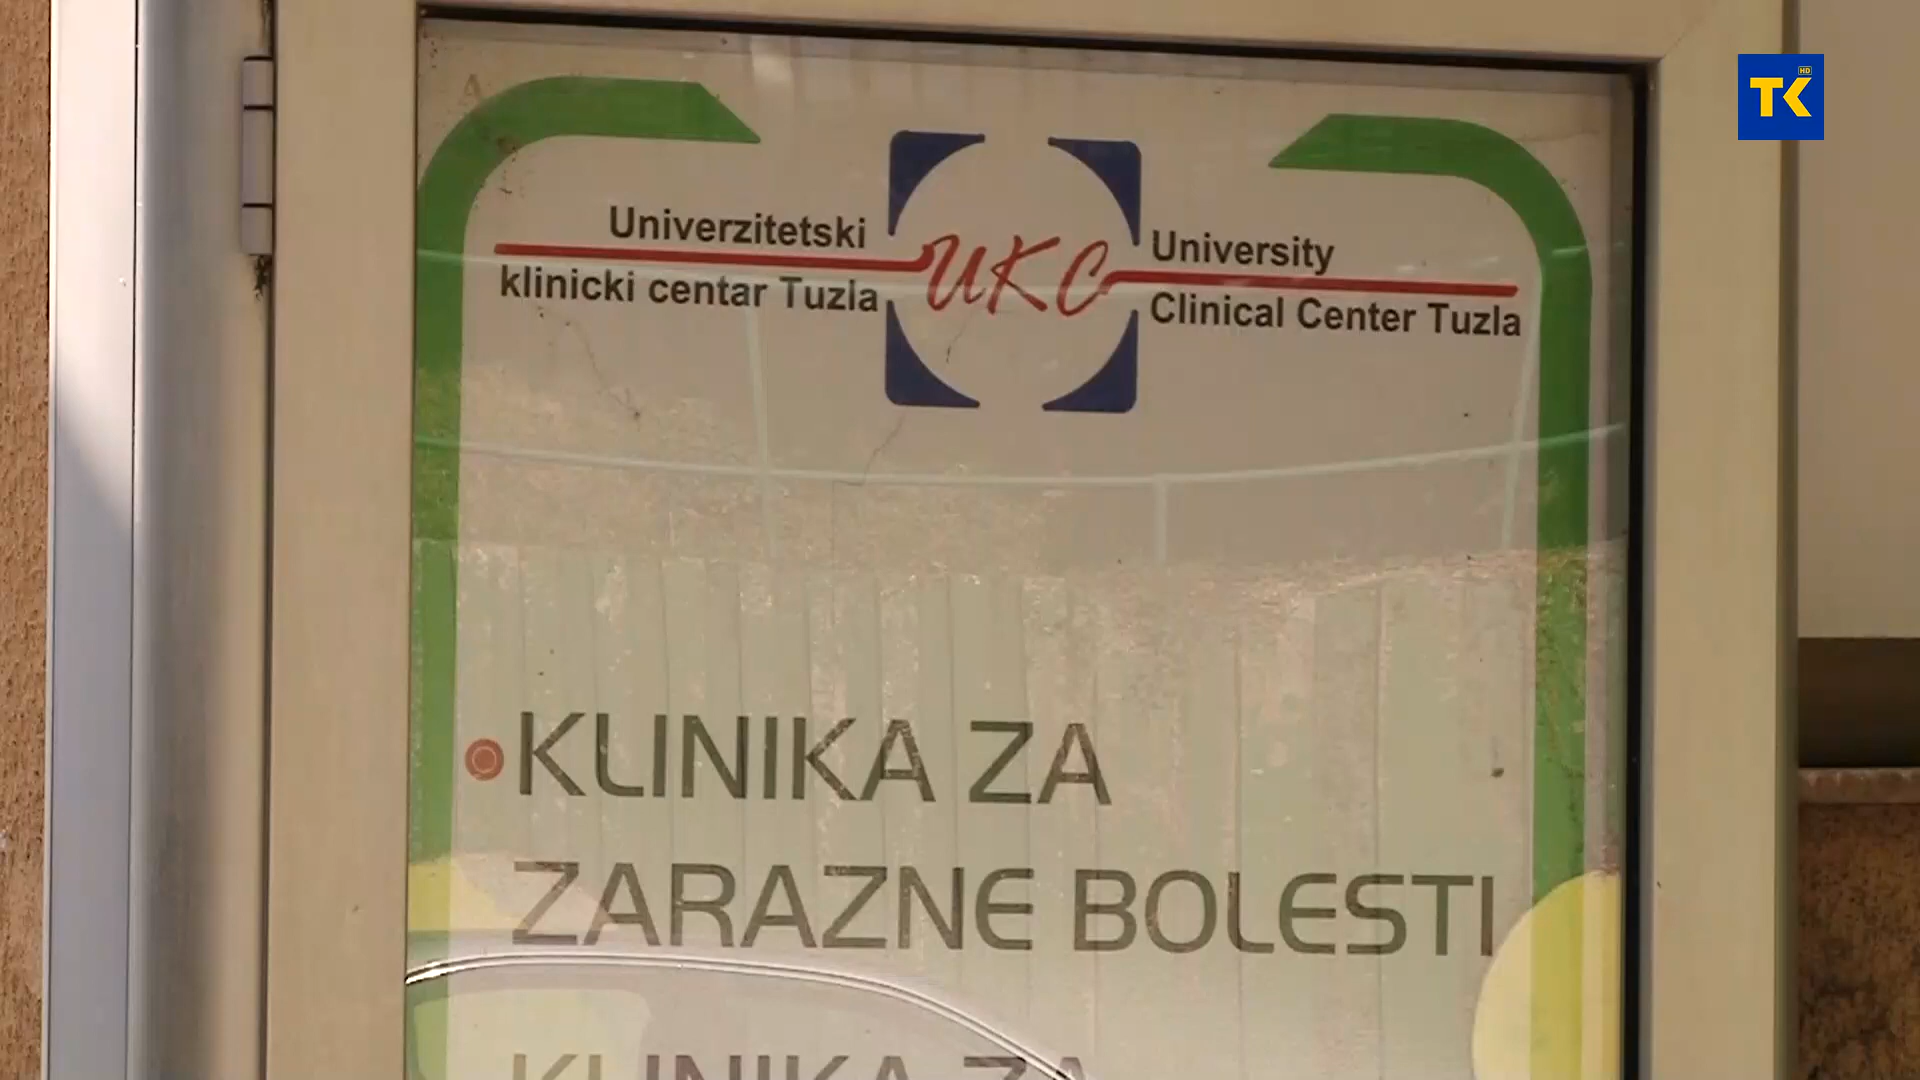 TK HD
Univerzitetski
klinicki centar Tuzla
UKC
University
Clinical Center Tuzla
KLINIKA ZA
ZARAZNE BOLESTI
KLINIKA ZA